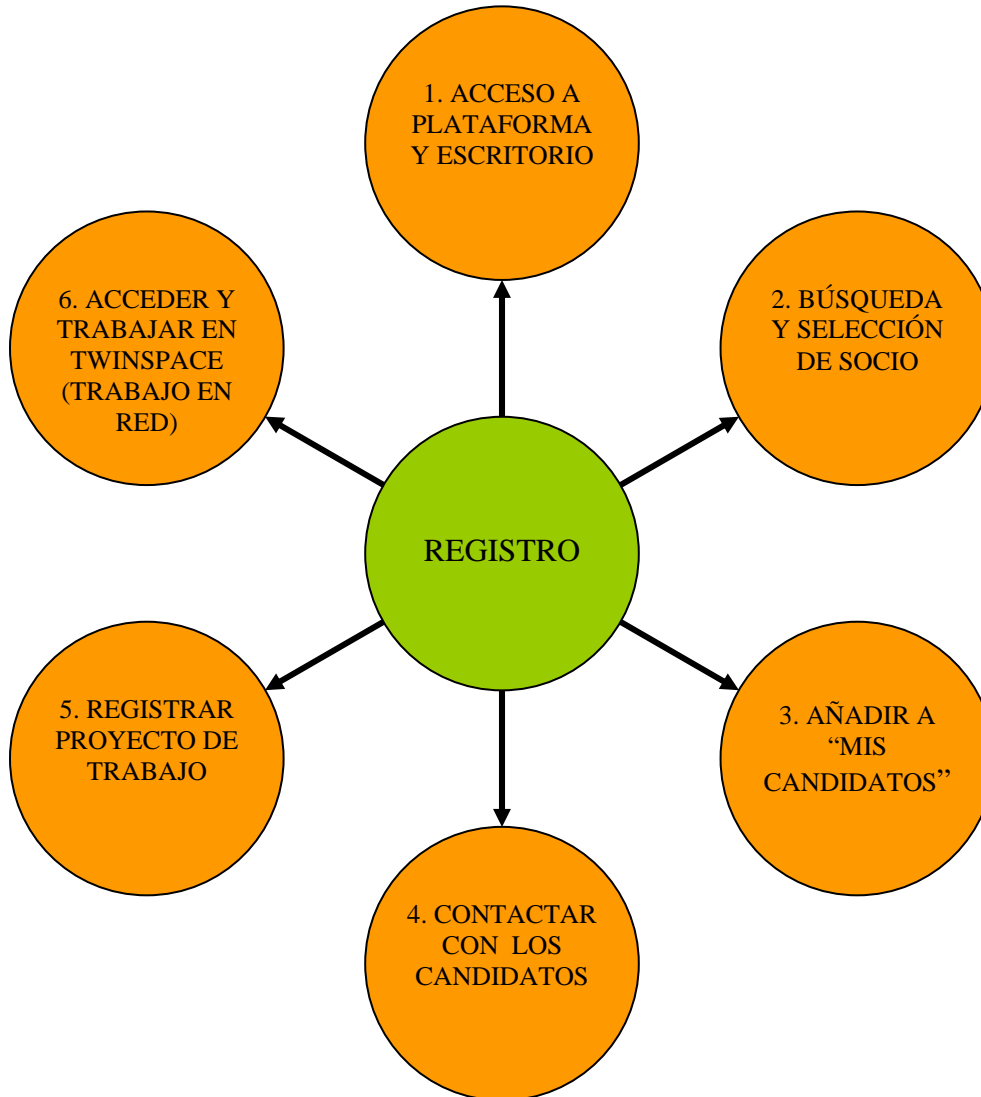 1. ACCESO A
PLATAFORMA
Y ESCRITORIO
2. BÚSQUEDA
Y SELECCIÓN
DE SOCIO
3. AÑADIR A
“MIS
CANDIDATOS”
4. CONTACTAR
CON LOS
CANDIDATOS
5. REGISTRAR
PROYECTO DE
TRABAJO
6. ACCEDER Y
TRABAJAR EN
TWINSPACE
(TRABAJO EN
RED)
REGISTRO